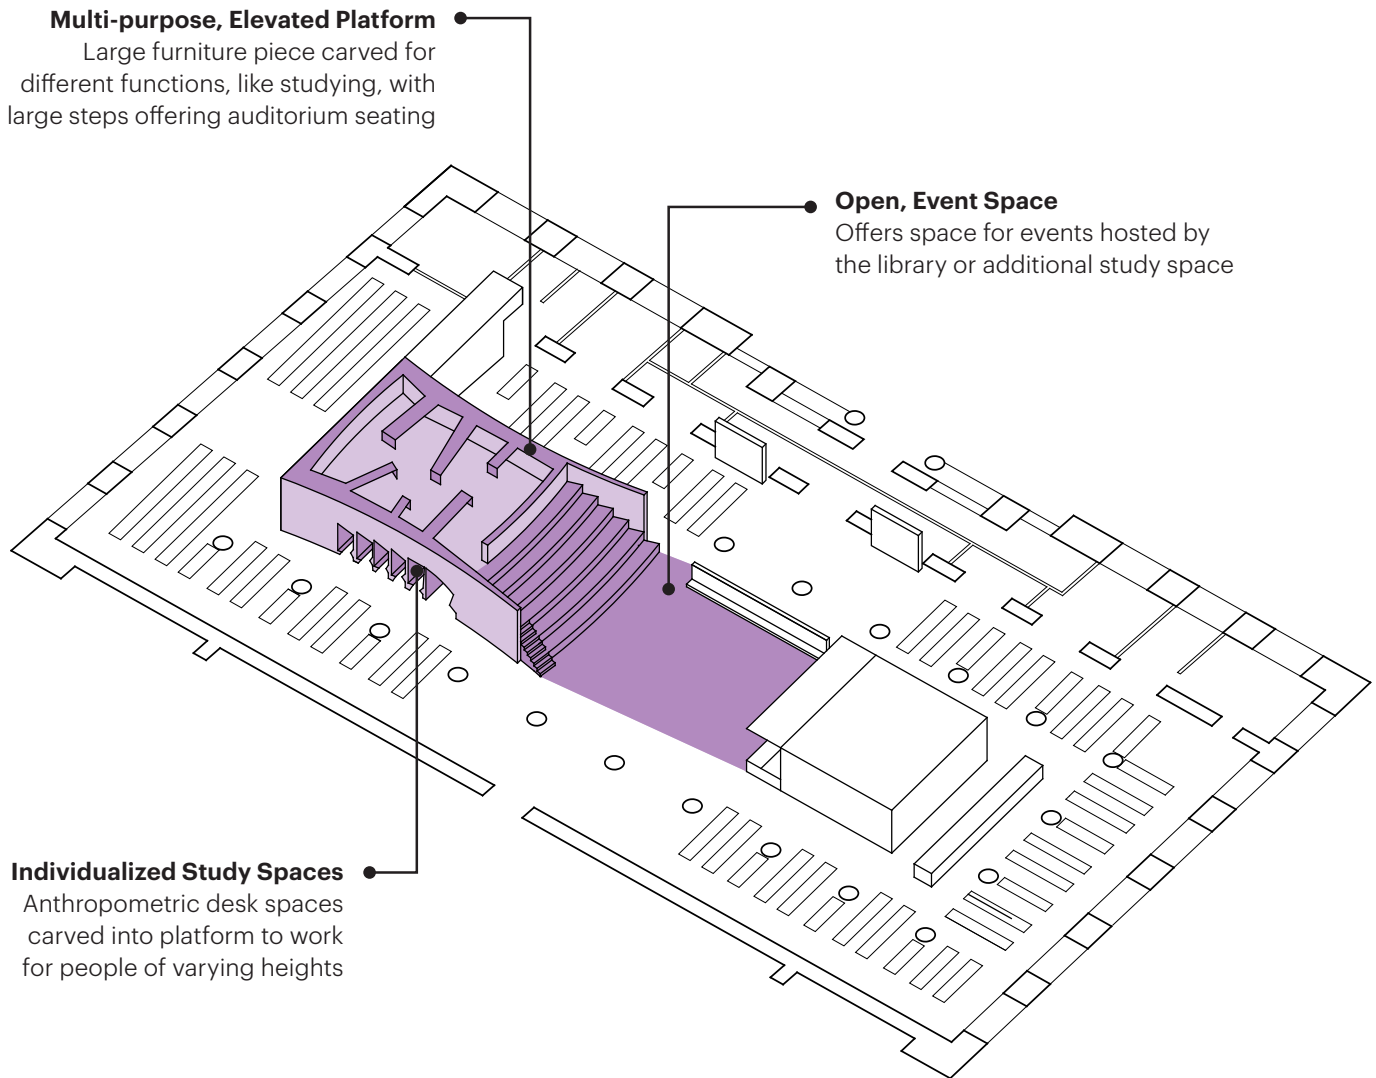 Multi-purpose, Elevated Platform
Large furniture piece carved for
different functions, like studying, with
large steps offering auditorium seating
Open, Event Space
Offers space for events hosted by
the library or additional study space
Individualized Study Spaces
Anthropometric desk spaces
carved into platform to work
for people of varying heights